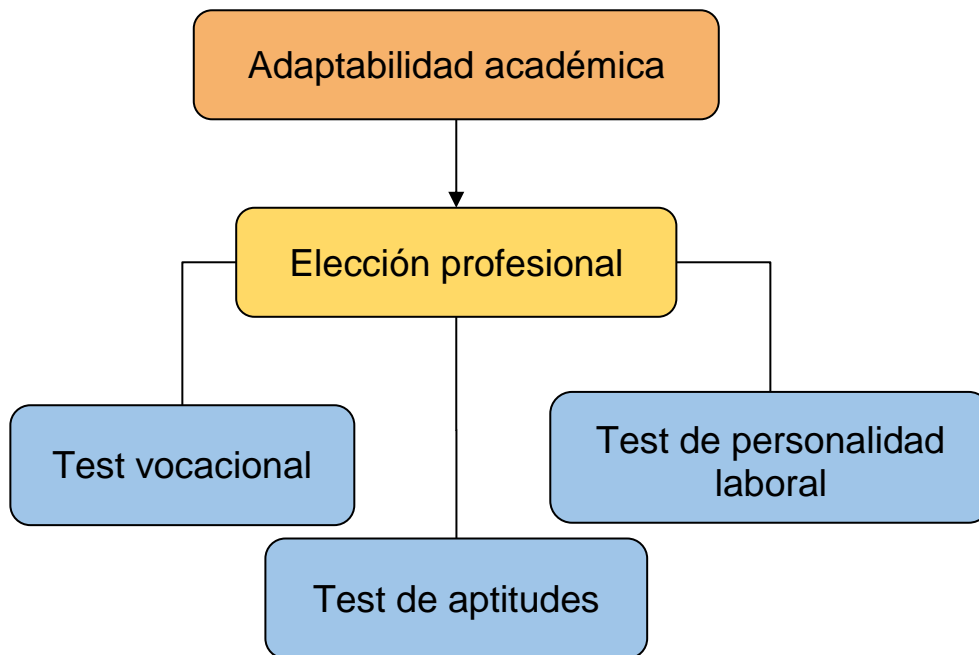 Adaptabilidad académica
Elección profesional
Test vocacional
Test de personalidad
laboral
Test de aptitudes